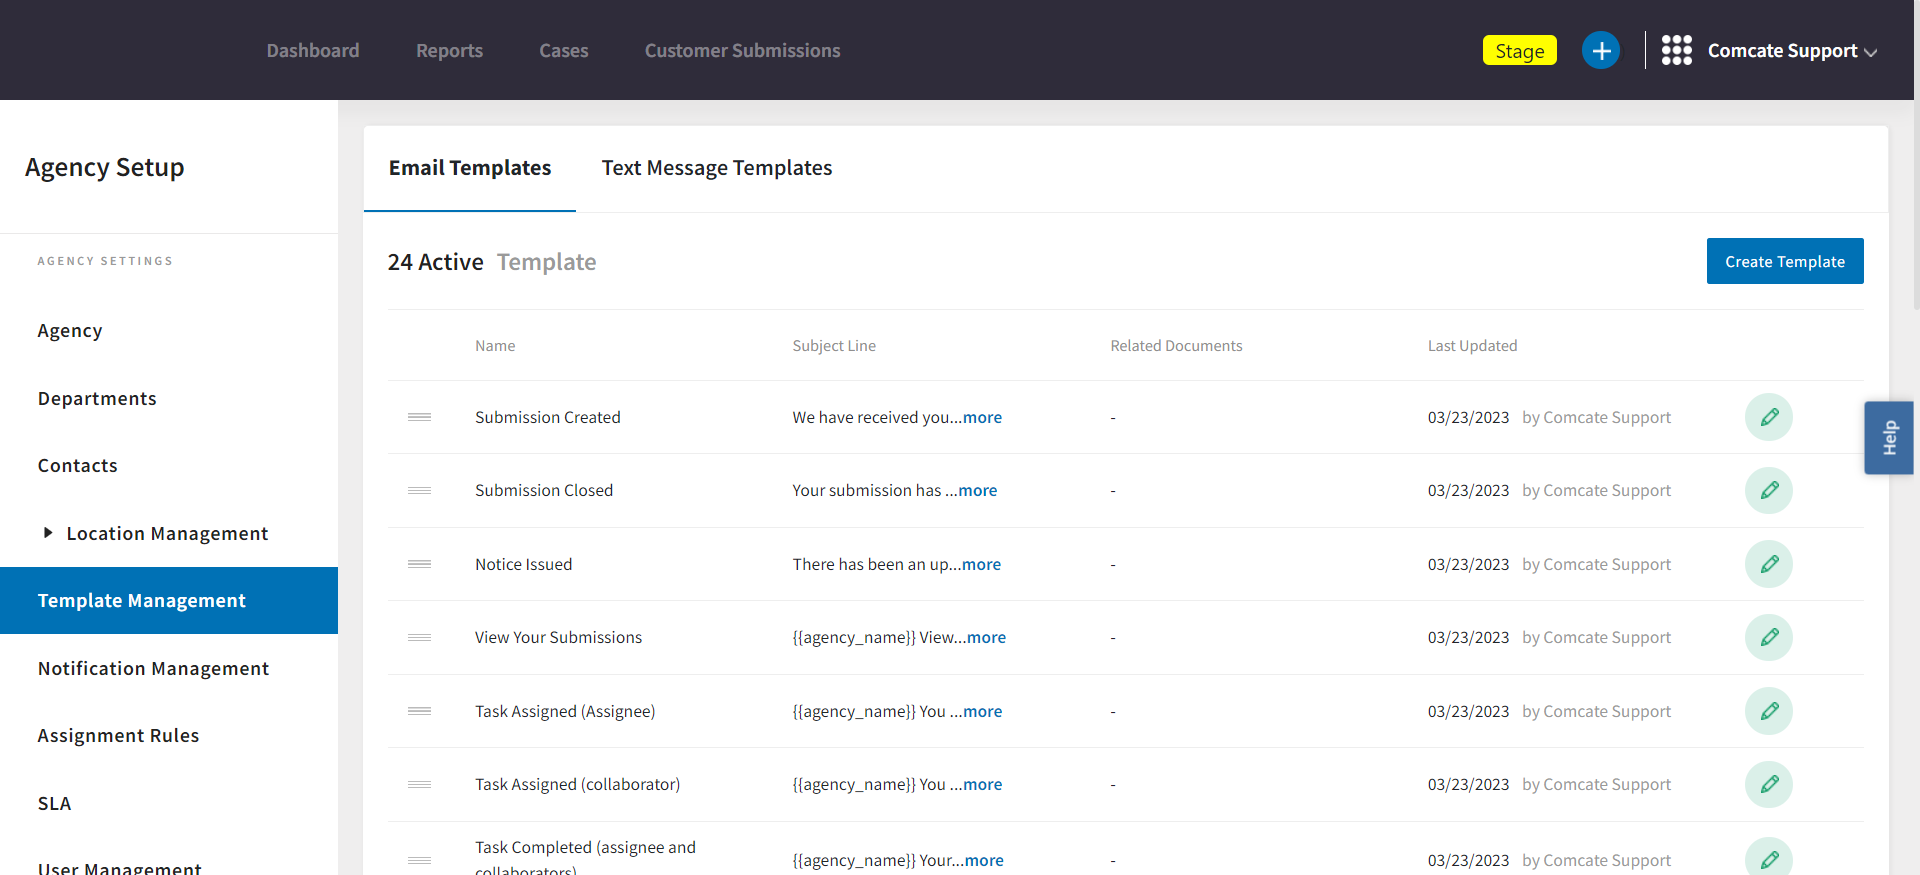 Dashboard Reports Cases Customer Submissions Stage Comcate Support
Agency Setup
AGENCY SETTINGS
Agency
Departments
Contacts
Location Management
Template Management
Notification Management
Assignment Rules
SLA
User Management
Email Templates Text Message Templates
24 Active Template Create Template
Name Subject Line Related Documents Last Updated
Submission Created We have received you...more - 03/23/2023 by Comcate Support
Submission Closed Your submission has ...more - 03/23/2023 by Comcate Support
Notice Issued There has been an up...more - 03/23/2023 by Comcate Support
View Your Submissions {{agency_name}} View...more - 03/23/2023 by Comcate Support
Task Assigned (Assignee) {{agency_name}} You ...more - 03/23/2023 by Comcate Support
Task Assigned (collaborator) {{agency_name}} You ...more - 03/23/2023 by Comcate Support
Task Completed (assignee and
collaborators) {{agency_name}} Your...more - 03/23/2023 by Comcate Support
Help